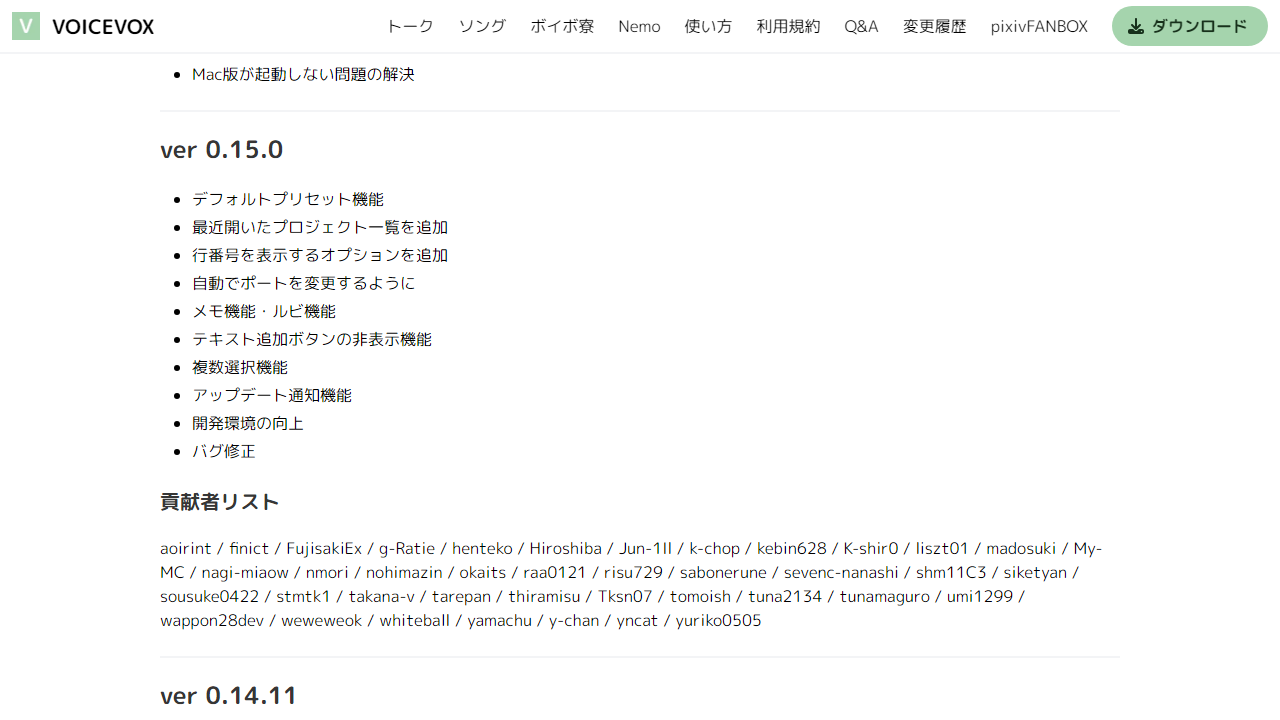 V VOICEVOX トーク ソング ボイボ寮 Nemo 使い方 利用規約 Q&A 変更履歴 pixivFANBOX ダウンロード
Mac版が起動しない問題の解決
ver 0.15.0
デフォルトプリセット機能
最近開いたプロジェクト一覧を追加
行番号を表示するオプションを追加
自動でポートを変更するように
メモ機能・ルビ機能
テキスト追加ボタンの非表示機能
複数選択機能
アップデート通知機能
開発環境の向上
バグ修正
貢献者リスト
aoirint / finict / FujisakiEx / g-Ratie / henteko / Hiroshiba / Jun-1ll / k-chop / kebin628 / K-shir0 / liszt01 / madosuki / My-
MC / nagi-miaow / nmori / nohimazin / okaits / raa0121 / risu729 / sabonerune / sevenc-nanashi / shm11C3 / siketyan /
sousuke0422 / stmtk1 / takana-v / tarepan / thiramisu / Tksn07 / tomoish / tuna2134 / tunamaguro / umi1299 /
wappon28dev / weweweok / whiteball / yamachu / y-chan / yncat / yuriko0505
ver 0.14.11